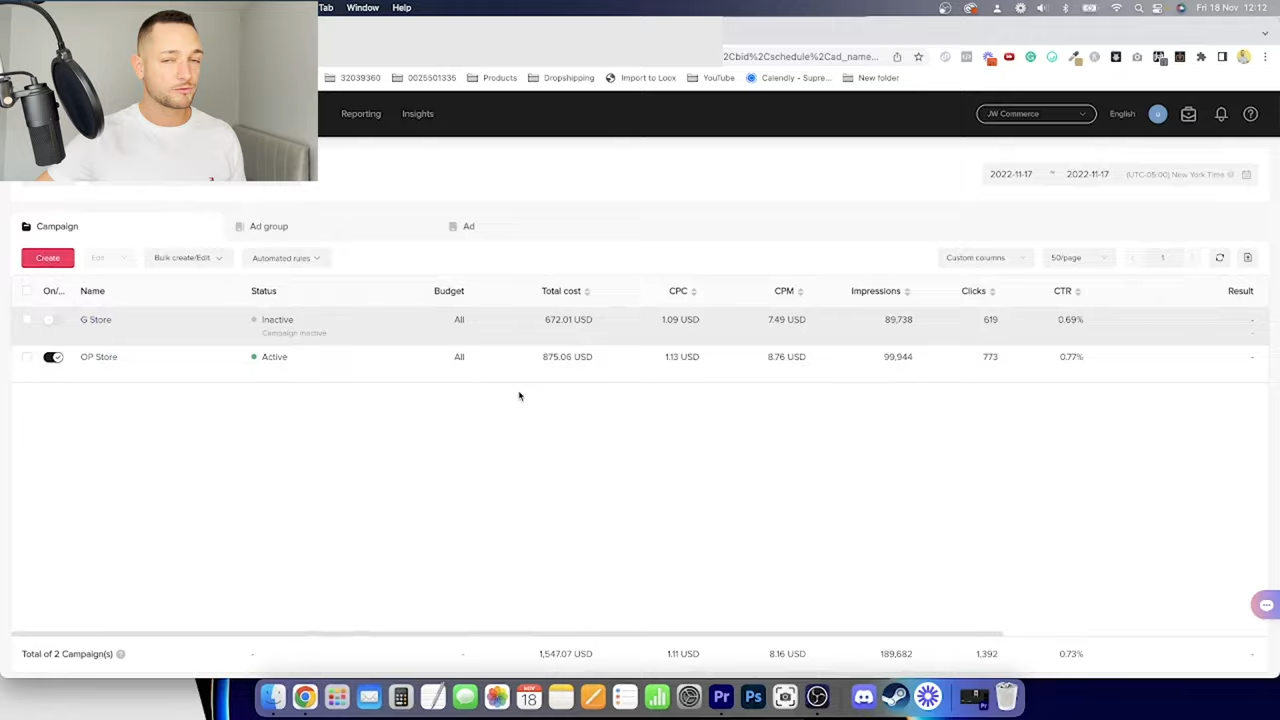 Tab Window Help Fri 18 Nov 12:12
2Cbid%2Cschedule%2Cad_name...
32039360 0025501335 Products Dropshipping Import to Loox YouTube Calendly - Supre... New folder
Reporting Insights JW Commerce English u
2022-11-17 ~ 2022-11-17 (UTC-05:00) New York Time
Campaign Ad group Ad
Create Edit Bulk create/Edit Automated rules Custom columns 50/page 1
On/... Name Status Budget Total cost CPC CPM Impressions Clicks CTR Result
G Store Inactive All 672.01 USD 1.09 USD 7.49 USD 89,738 619 0.69% -
Campaign inactive -
OP Store Active All 875.06 USD 1.13 USD 8.76 USD 99,944 773 0.77% -
Total of 2 Campaign(s) - - 1,547.07 USD 1.11 USD 8.16 USD 189,682 1,392 0.73% -
NOV
18
Pr Ps